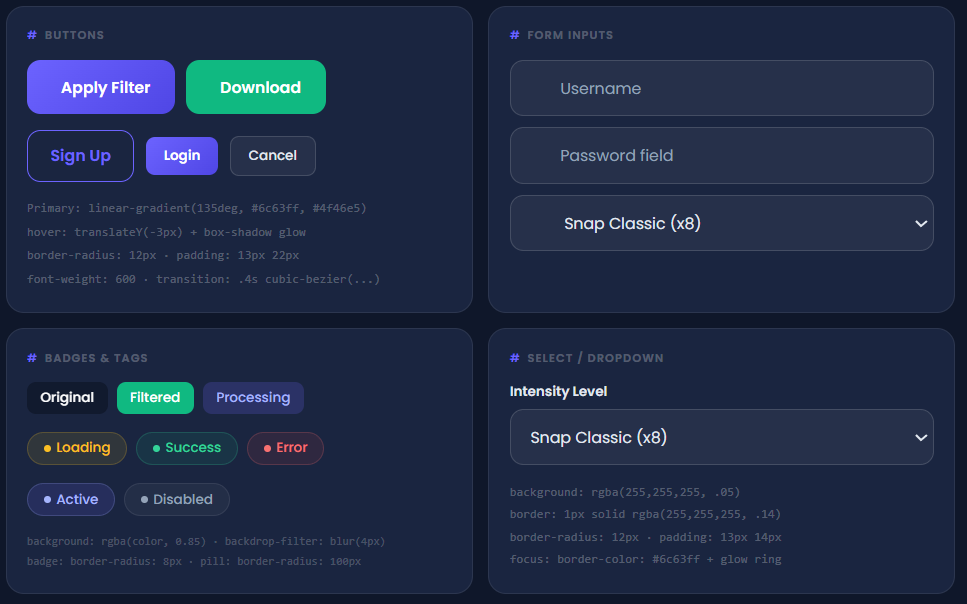 # BUTTONS
Apply Filter
Download
Sign Up
Login
Cancel
Primary: linear-gradient(135deg, #6c63ff, #4f46e5)
hover: translateY(-3px) + box-shadow glow
border-radius: 12px · padding: 13px 22px
font-weight: 600 · transition: .4s cubic-bezier(...)
# FORM INPUTS
Username
Password field
Snap Classic (x8)
# BADGES & TAGS
Original
Filtered
Processing
Loading
Success
Error
Active
Disabled
background: rgba(color, 0.85) · backdrop-filter: blur(4px)
badge: border-radius: 8px · pill: border-radius: 100px
# SELECT / DROPDOWN
Intensity Level
Snap Classic (x8)
background: rgba(255,255,255, .05)
border: 1px solid rgba(255,255,255, .14)
border-radius: 12px · padding: 13px 14px
focus: border-color: #6c63ff + glow ring